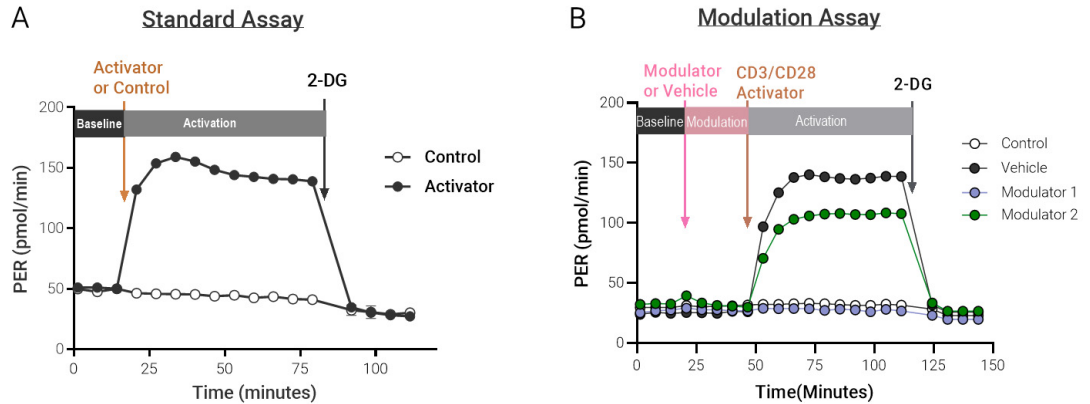 A
Standard Assay
Activator
or Control
2-DG
200
Baseline
Activation
150
100
50
0
PER (pmol/min)
0
25
50
75
100
Time (minutes)
Control
Activator
B
Modulation Assay
Modulator
or Vehicle
CD3/CD28
Activator
2-DG
200
Baseline
Modulation
Activation
150
100
50
0
PER (pmol/min)
0
25
50
75
100
125
150
Time(Minutes)
Control
Vehicle
Modulator 1
Modulator 2